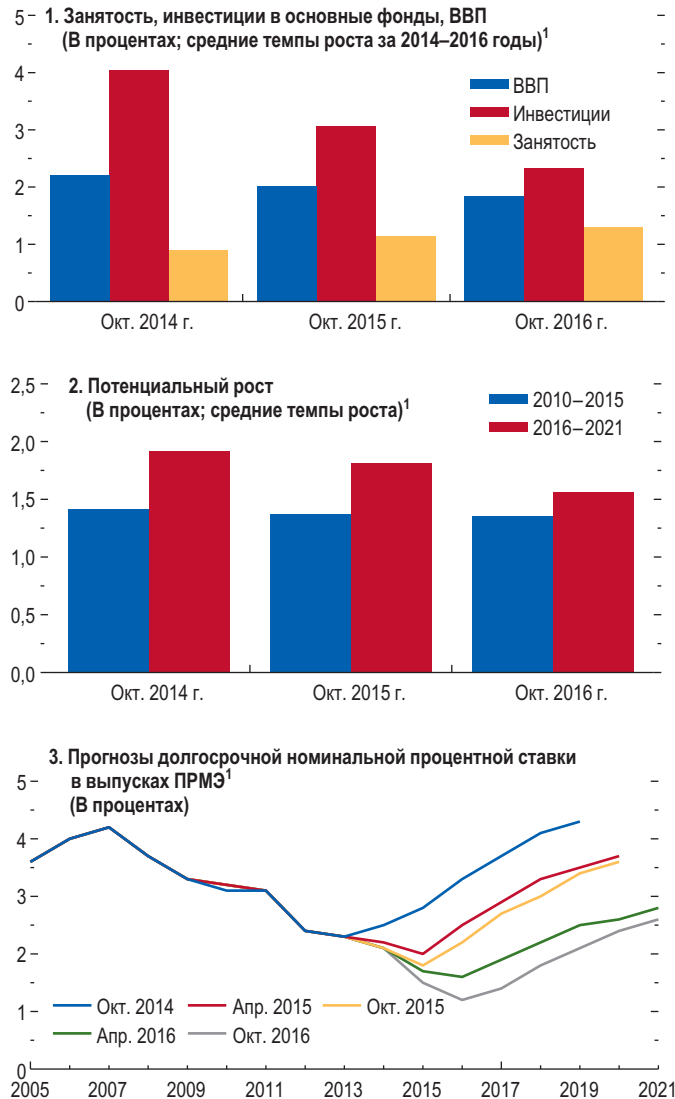 1. Занятость, инвестиции в основные фонды, ВВП
(В процентах; средние темпы роста за 2014–2016 годы)1
5
4
3
2
1
0
ВВП
Инвестиции
Занятость
Окт. 2014 г.
Окт. 2015 г.
Окт. 2016 г.
2. Потенциальный рост
(В процентах; средние темпы роста)1
2,5
2,0
1,5
1,0
0,5
0,0
2010–2015
2016–2021
Окт. 2014 г.
Окт. 2015 г.
Окт. 2016 г.
3. Прогнозы долгосрочной номинальной процентной ставки
в выпусках ПРМЭ1
(В процентах)
5
4
3
2
1
0
Окт. 2014
Апр. 2015
Окт. 2015
Апр. 2016
Окт. 2016
2005 2007 2009 2011 2013 2015 2017 2019 2021